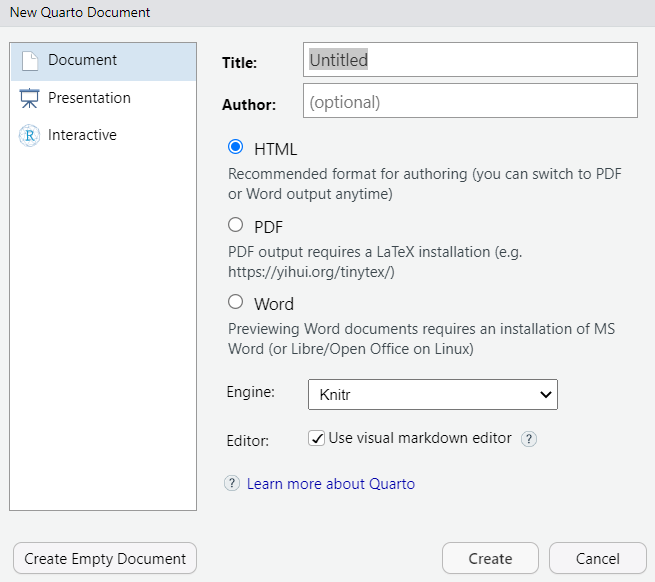 New Quarto Document
Document
Presentation
R Interactive
Title: Untitled
Author: (optional)
HTML
Recommended format for authoring (you can switch to PDF
or Word output anytime)
PDF
PDF output requires a LaTeX installation (e.g.
https://yihui.org/tinytex/)
Word
Previewing Word documents requires an installation of MS
Word (or Libre/Open Office on Linux)
Engine: Knitr
Editor: Use visual markdown editor ?
? Learn more about Quarto
Create Empty Document Create Cancel